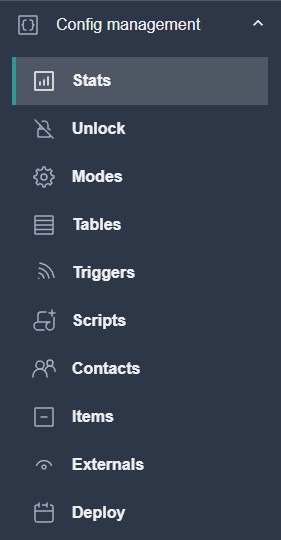 Config management
Stats
Unlock
Modes
Tables
Triggers
Scripts
Contacts
Items
Externals
Deploy